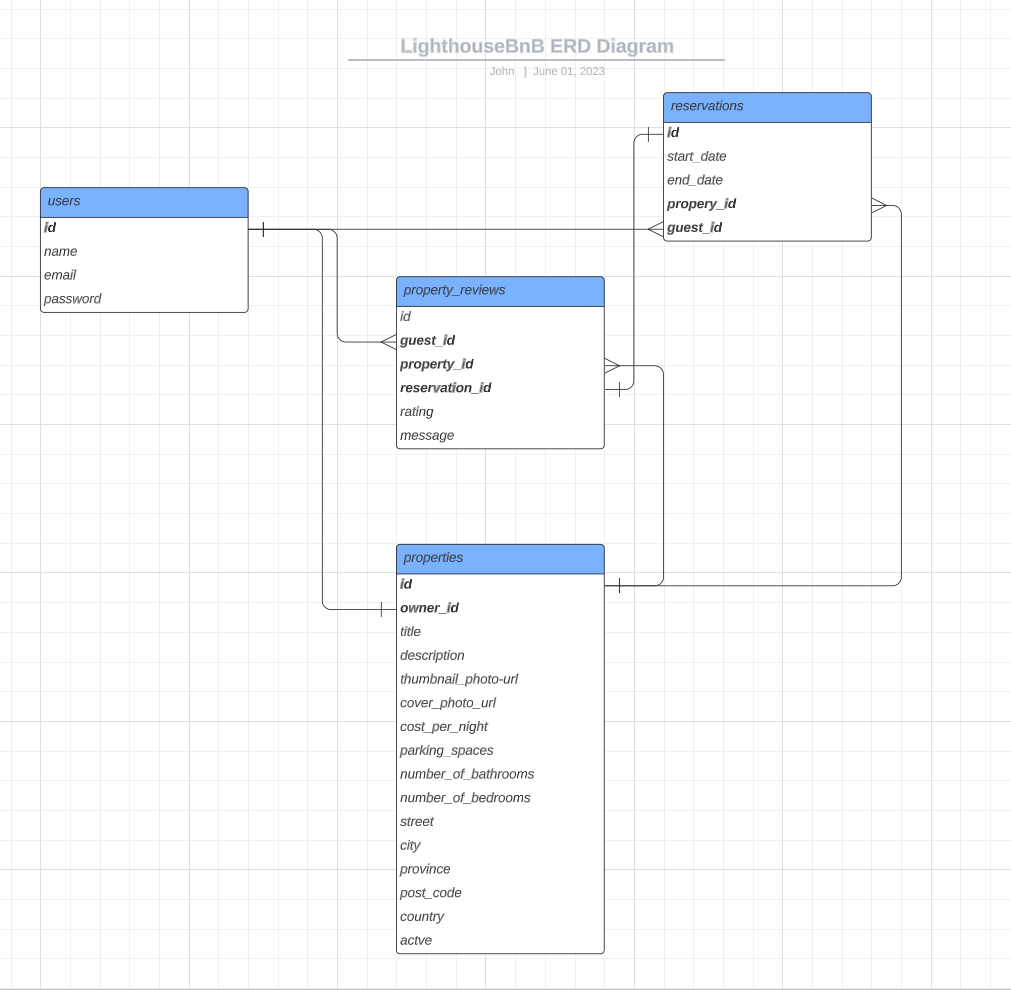 LighthouseBnB ERD Diagram
John | June 01, 2023
reservations
id
start_date
end_date
propery_id
guest_id
users
id
name
email
password
property_reviews
id
guest_id
property_id
reservation_id
rating
message
properties
id
owner_id
title
description
thumbnail_photo-url
cover_photo_url
cost_per_night
parking_spaces
number_of_bathrooms
number_of_bedrooms
street
city
province
post_code
country
actve